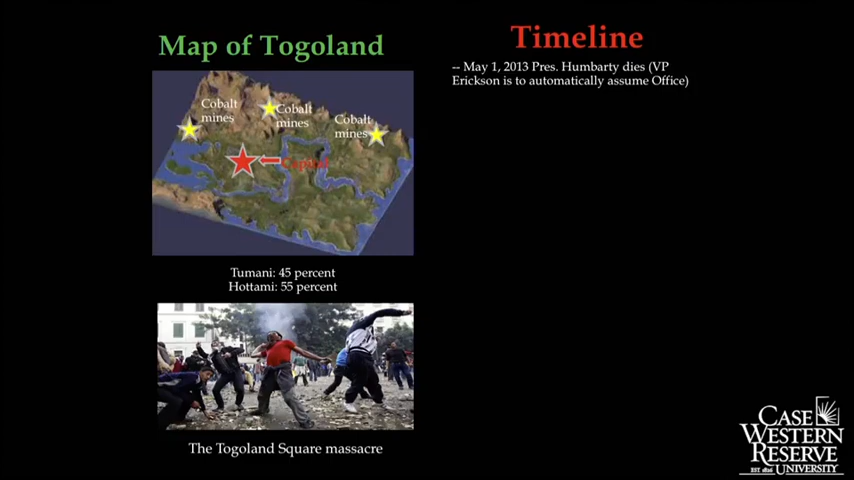 Map of Togoland
Cobalt
mines
Cobalt
mines
Cobalt
mines
Capital
Tumani: 45 percent
Hottami: 55 percent
The Togoland Square massacre
Timeline
-- May 1, 2013 Pres. Humbarty dies (VP
Erickson is to automatically assume Office)
CASE
WESTERN
RESERVE
EST. 1826 UNIVERSITY